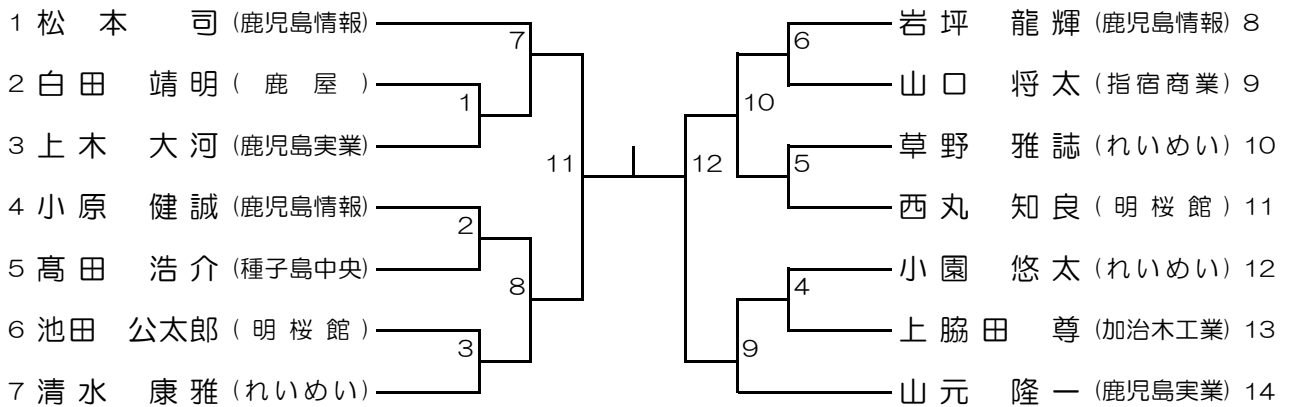 1 松本 司 (鹿児島情報)
2 白田 靖明 (鹿屋)
3 上木 大河 (鹿児島実業)
4 小原 健誠 (鹿児島情報)
5 髙田 浩介 (種子島中央)
6 池田 公太郎 (明桜館)
7 清水 康雅 (れいめい)
7
1
2
8
3
11
12
10
6
5
4
9
岩坪 龍輝 (鹿児島情報) 8
山口 将太 (指宿商業) 9
草野 雅誌 (れいめい) 10
西丸 知良 (明桜館) 11
小園 悠太 (れいめい) 12
上脇田 尊 (加治木工業) 13
山元 隆一 (鹿児島実業) 14